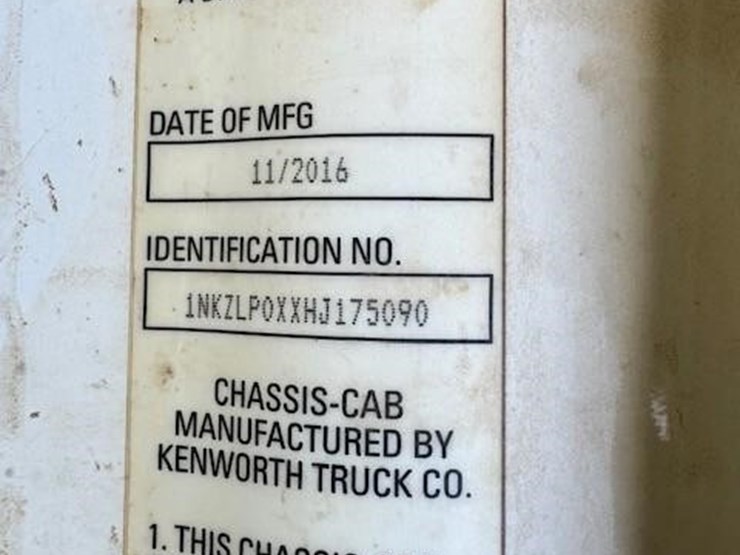 DATE OF MFG
11/2016
IDENTIFICATION NO.
1NKZLP0XXHJ175090
CHASSIS-CAB
MANUFACTURED BY
KENWORTH TRUCK CO.
1. THIS